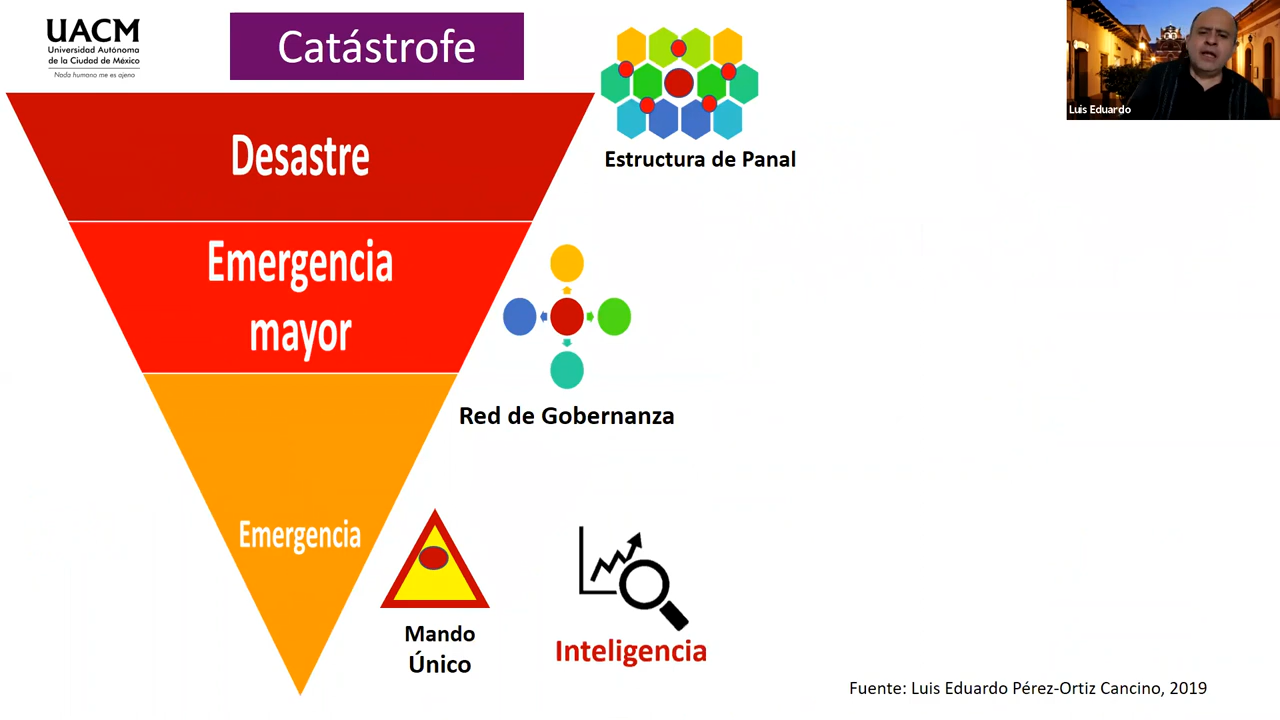 UACM
Universidad Autónoma
de la Ciudad de México
Nada humano me es ajeno
Catástrofe
Luis Eduardo
Desastre
Estructura de Panal
Emergencia
mayor
Red de Gobernanza
Emergencia
Mando
Único
Inteligencia
Fuente: Luis Eduardo Pérez-Ortiz Cancino, 2019